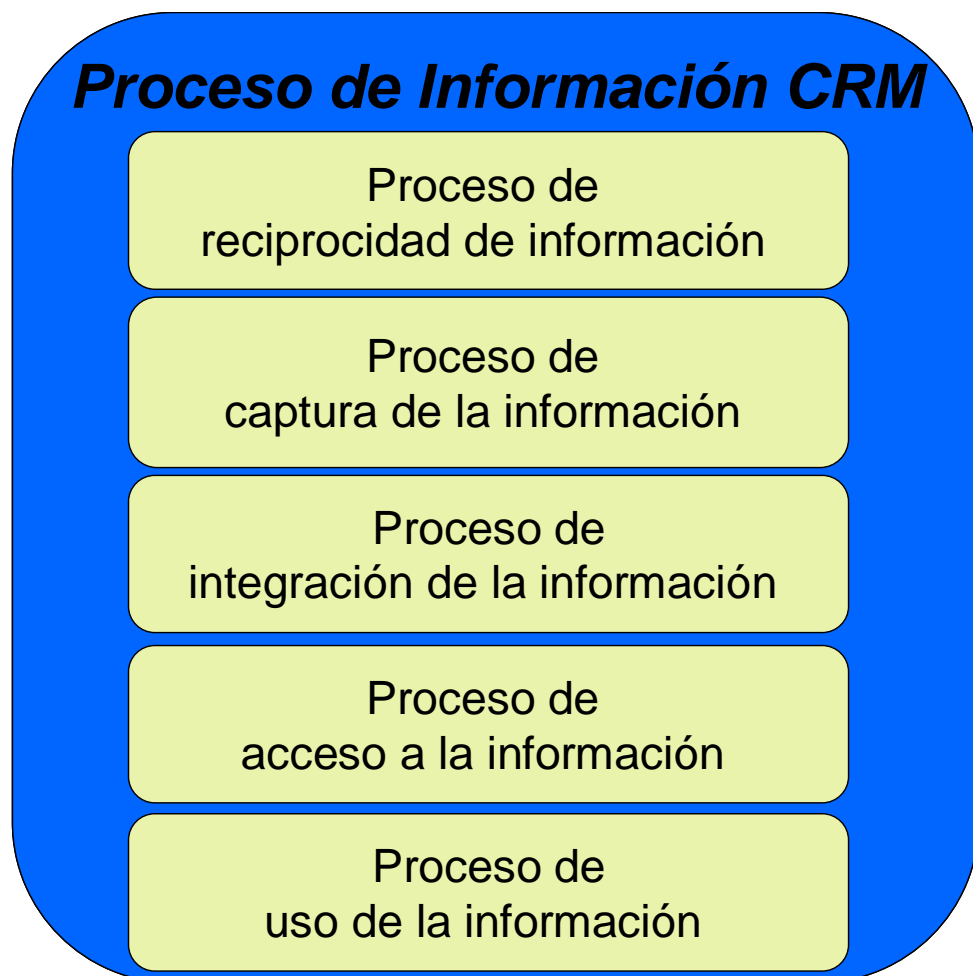 Proceso de Información CRM
Proceso de
reciprocidad de información
Proceso de
captura de la información
Proceso de
integración de la información
Proceso de
acceso a la información
Proceso de
uso de la información